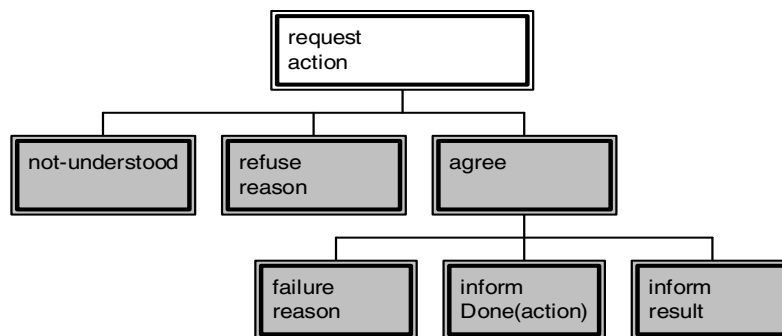 request
action
not-understood
refuse
reason
agree
failure
reason
inform
Done(action)
inform
result